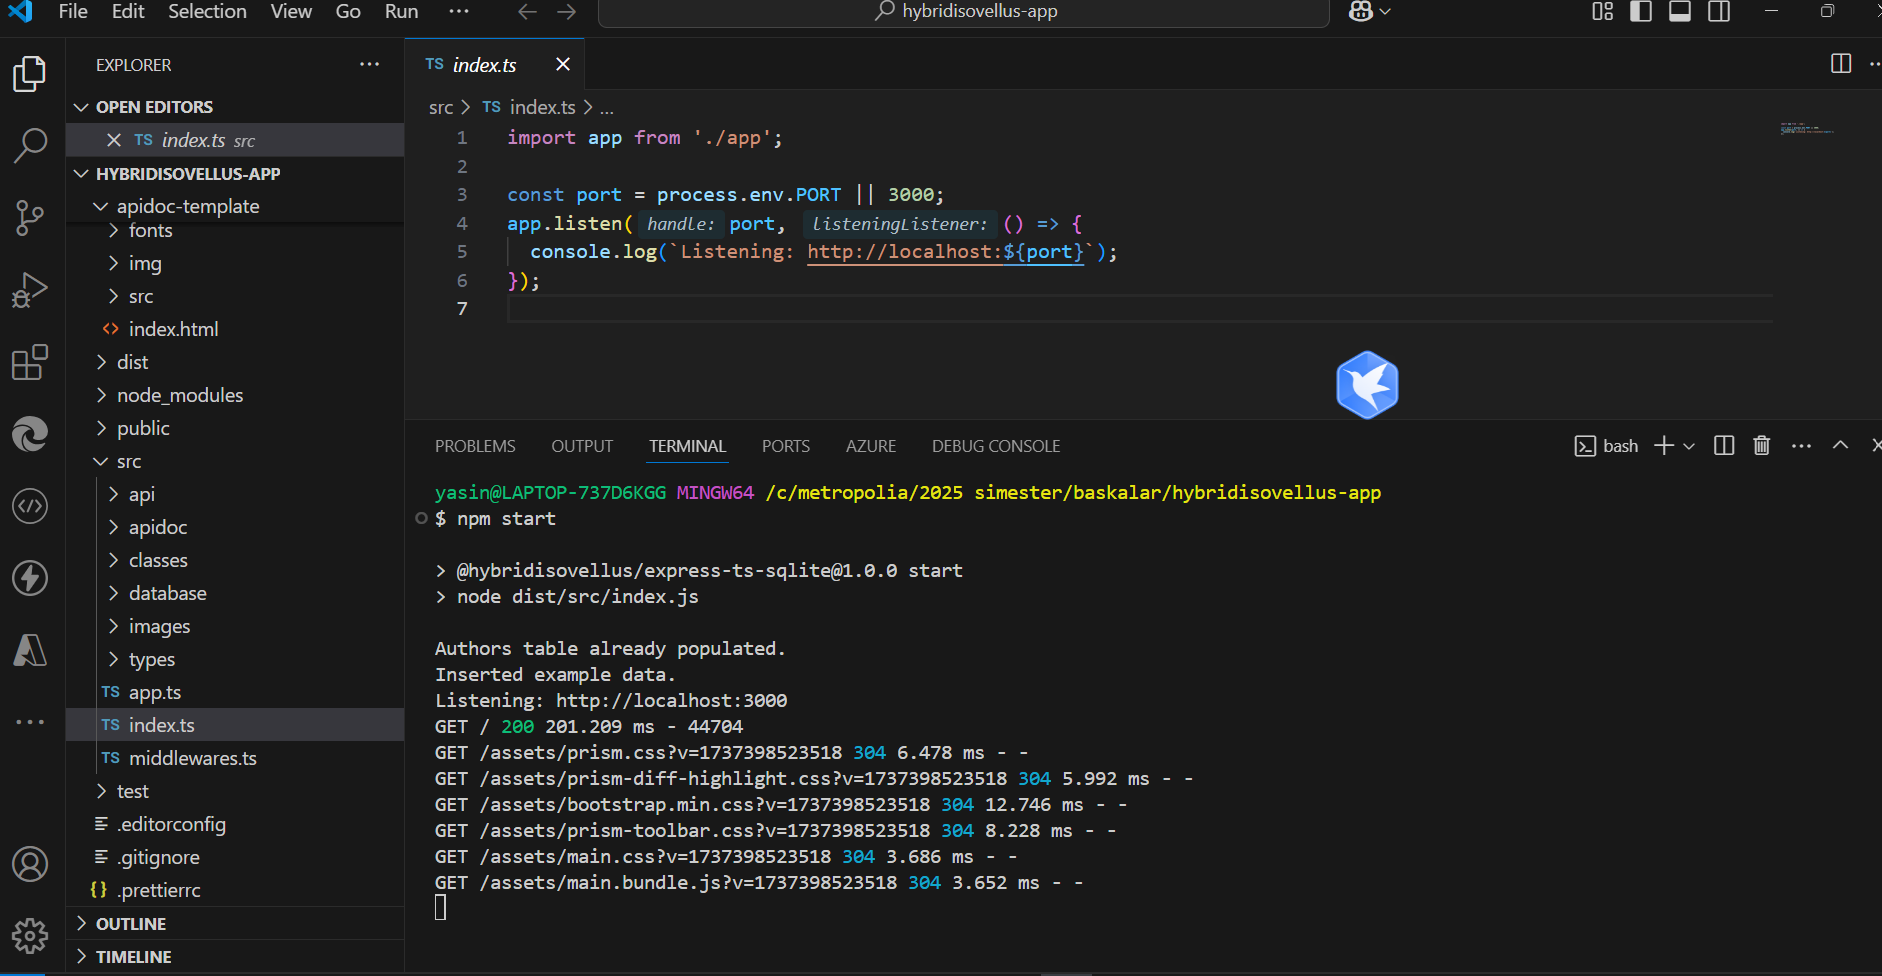 File Edit Selection View Go Run ···
hybridisovellus-app
EXPLORER ···
OPEN EDITORS
TS index.ts src
HYBRIDISOVELLUS-APP
apidoc-template
fonts
img
src
<> index.html
dist
node_modules
public
src
api
apidoc
classes
database
images
types
TS app.ts
TS index.ts
TS middlewares.ts
test
.editorconfig
.gitignore
{} .prettierrc
OUTLINE
TIMELINE
TS index.ts
src > TS index.ts > ...
1 import app from './app';
2
3 const port = process.env.PORT || 3000;
4 app.listen( handle: port, listeningListener: () => {
5 console.log(`Listening: http://localhost:${port}`);
6 });
7
PROBLEMS OUTPUT TERMINAL PORTS AZURE DEBUG CONSOLE
bash
yasin@LAPTOP-737D6KGG MINGW64 /c/metropolia/2025 simester/baskalar/hybridisovellus-app
$ npm start
> @hybridisovellus/express-ts-sqlite@1.0.0 start
> node dist/src/index.js
Authors table already populated.
Inserted example data.
Listening: http://localhost:3000
GET / 200 201.209 ms - 44704
GET /assets/prism.css?v=1737398523518 304 6.478 ms - -
GET /assets/prism-diff-highlight.css?v=1737398523518 304 5.992 ms - -
GET /assets/bootstrap.min.css?v=1737398523518 304 12.746 ms - -
GET /assets/prism-toolbar.css?v=1737398523518 304 8.228 ms - -
GET /assets/main.css?v=1737398523518 304 3.686 ms - -
GET /assets/main.bundle.js?v=1737398523518 304 3.652 ms - -